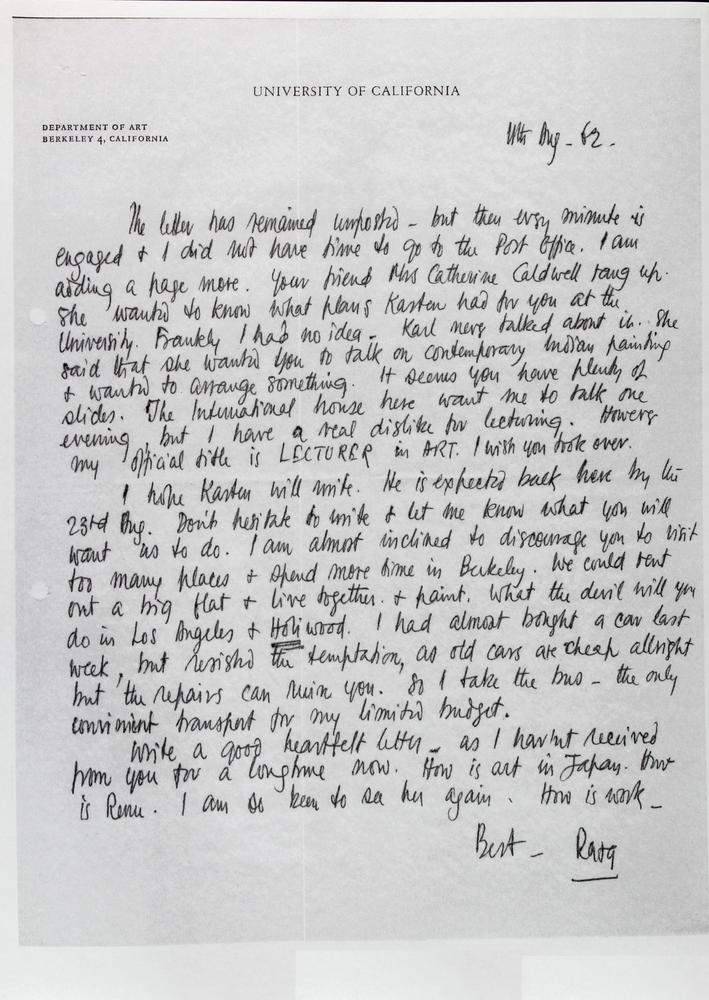 UNIVERSITY OF CALIFORNIA
DEPARTMENT OF ART
BERKELEY 4, CALIFORNIA
11th Aug - 62.
The letter has remained unposted - but then every minute is
engaged & I did not have time to go to the Post Office. I am
adding a page more. Your friend Mrs Catherine Caldwell rang up.
She wanted to know what plans Karsten had for you at the
University. Frankly I had no idea - Karl never talked about it. She
said that she wanted you to talk on contemporary Indian painting
& wanted to arrange something. It seems you have plenty of
slides. The International house here want me to talk one
evening, but I have a real dislike for lecturing. However
my official title is LECTURER in ART. I wish you took over.
I hope Karsten will write. He is expected back here by the
23rd Aug. Don't hesitate to write & let me know what you will
want us to do. I am almost inclined to discourage you to visit
too many places & spend more time in Berkeley. We could rent
out a big flat & live together. & paint. What the devil will you
do in Los Angeles & Holiwood. I had almost bought a car last
week, but resisted the temptation, as old cars are cheap allright
but the repairs can ruin you. So I take the bus - the only
convinient transport for my limited budget.
Write a good heartfelt letter - as I havent received
from you for a longtime now. How is art in Japan. How
is Renu. I am so keen to see her again. How is work -
Best - Raza